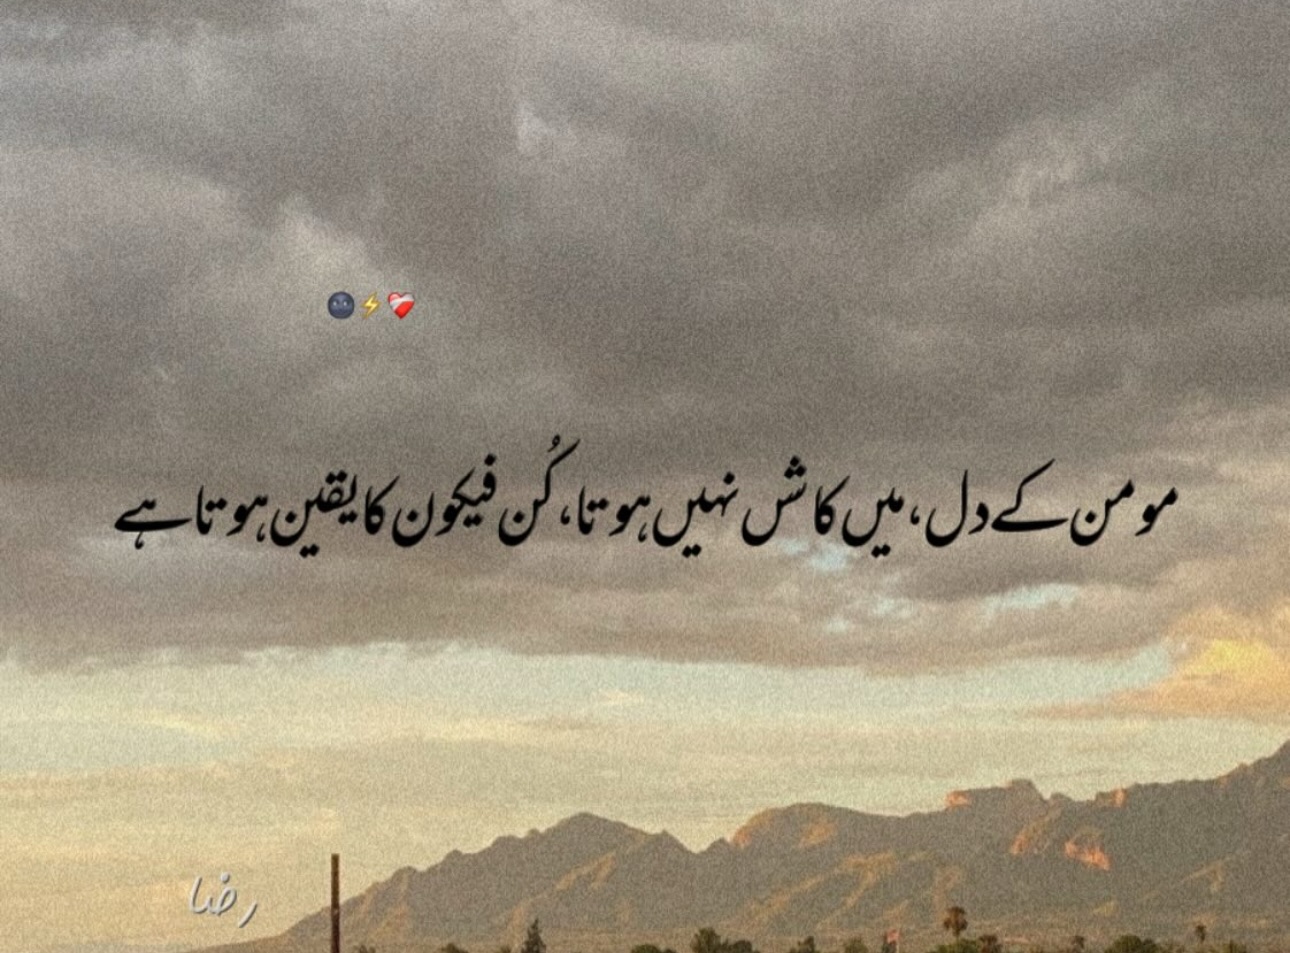 🌚⚡❤️‍🩹
مومن کے دل، میں کاش نہیں ہوتا، کُن فیکون کا یقین ہوتا ہے
رضا